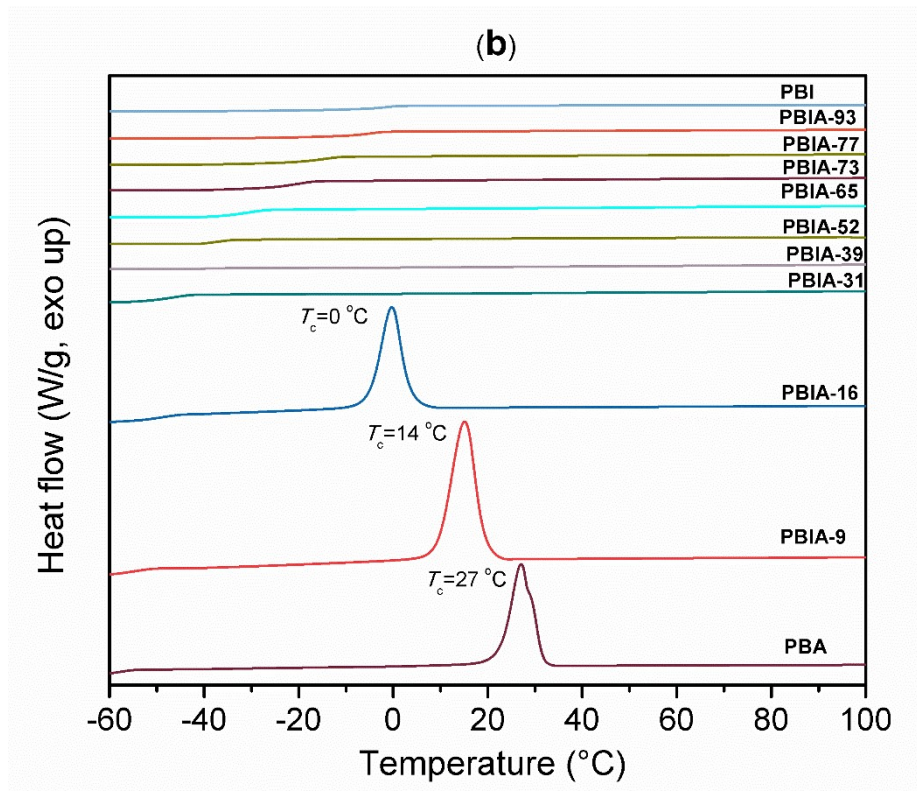 (b)
PBI
PBIA-93
PBIA-77
PBIA-73
PBIA-65
PBIA-52
PBIA-39
PBIA-31
Tc=0 °C
PBIA-16
Tc=14 °C
PBIA-9
Tc=27 °C
PBA
Heat flow (W/g, exo up)
-60 -40 -20 0 20 40 60 80 100
Temperature (°C)